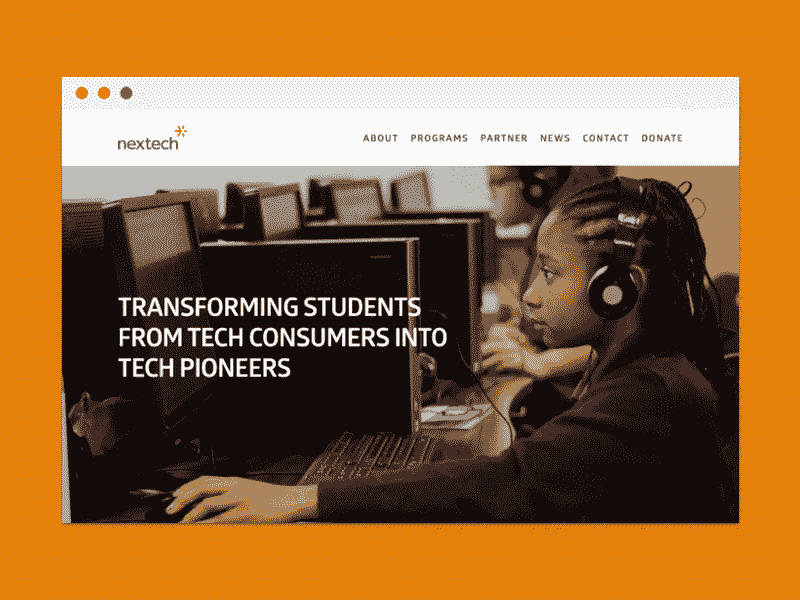 nextech
ABOUT PROGRAMS PARTNER NEWS CONTACT DONATE
TRANSFORMING STUDENTS
FROM TECH CONSUMERS INTO
TECH PIONEERS